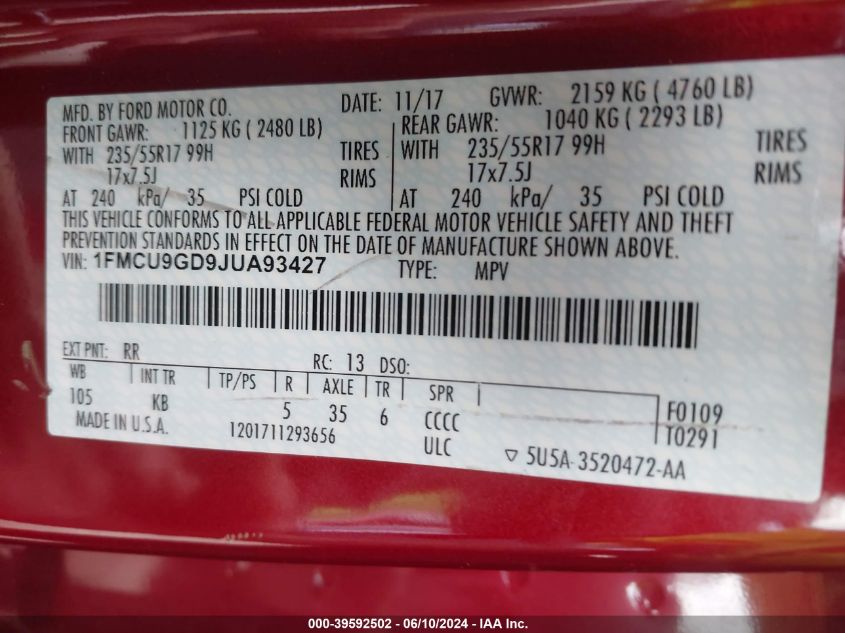 MFD. BY FORD MOTOR CO. DATE: 11/17 GVWR: 2159 KG ( 4760 LB)
FRONT GAWR: 1125 KG ( 2480 LB) REAR GAWR: 1040 KG ( 2293 LB)
WITH 235/55R17 99H TIRES WITH 235/55R17 99H TIRES
17x7.5J RIMS 17x7.5J RIMS
AT 240 kPa/ 35 PSI COLD AT 240 kPa/ 35 PSI COLD
THIS VEHICLE CONFORMS TO ALL APPLICABLE FEDERAL MOTOR VEHICLE SAFETY AND THEFT
PREVENTION STANDARDS IN EFFECT ON THE DATE OF MANUFACTURE SHOWN ABOVE.
VIN: 1FMCU9GD9JUA93427 TYPE: MPV
EXT PNT: RR RC: 13 DSO:
WB INT TR TP/PS R AXLE TR SPR
105 KB 5 35 6 CCCC F0109
MADE IN U.S.A. 1201711293656 ULC T0291
▽ 5U5A-3520472-AA
000-39592502 - 06/10/2024 - IAA Inc.